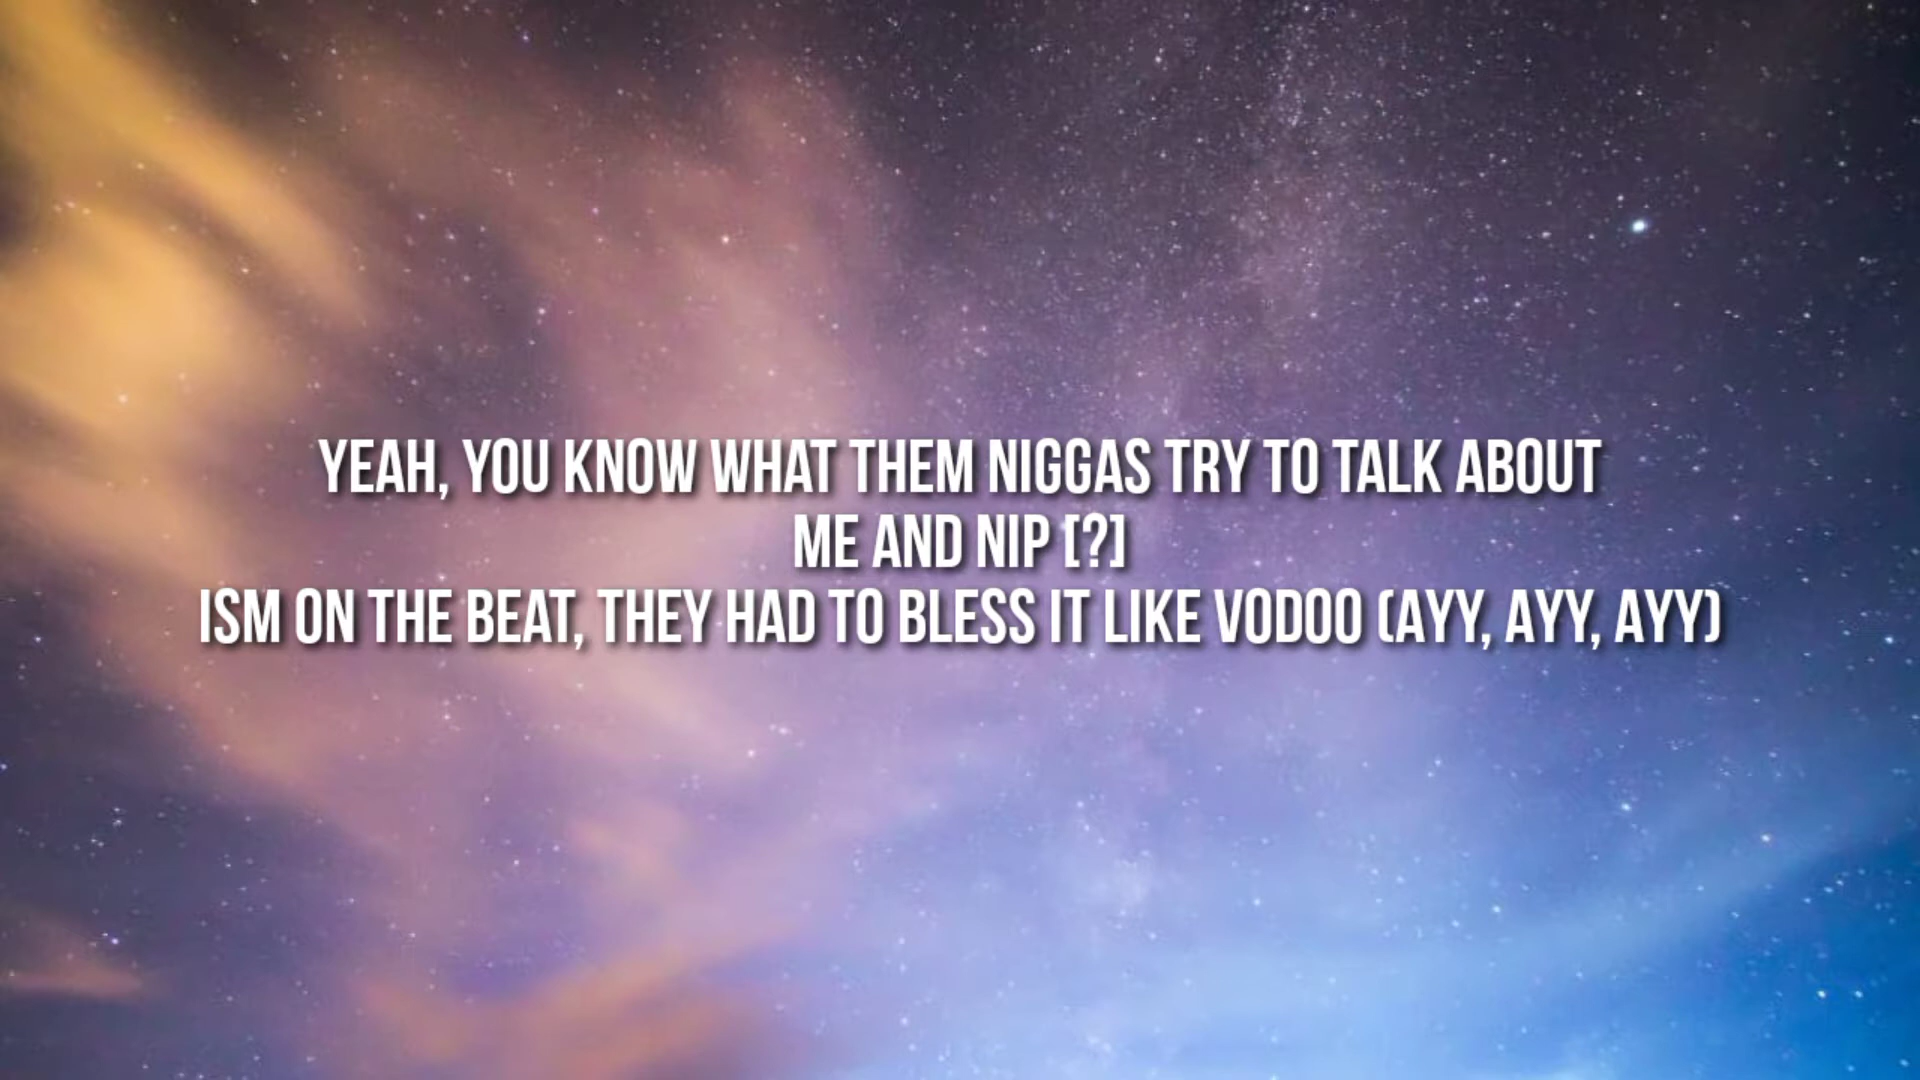 YEAH, YOU KNOW WHAT THEM NIGGAS TRY TO TALK ABOUT
ME AND NIP [?]
ISM ON THE BEAT, THEY HAD TO BLESS IT LIKE VODOO (AYY, AYY, AYY)